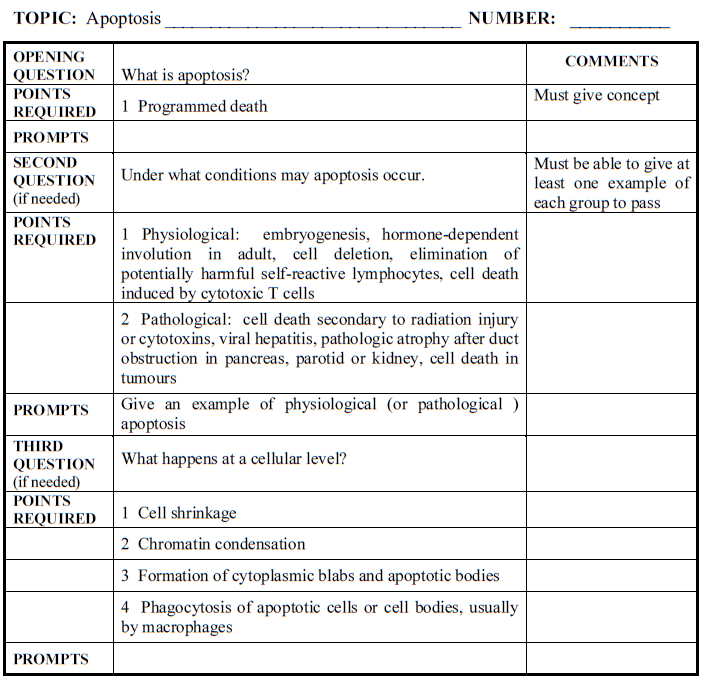 TOPIC: Apoptosis ______________________________ NUMBER: __________
OPENING QUESTION
What is apoptosis?
COMMENTS
POINTS REQUIRED
1 Programmed death
Must give concept
PROMPTS
SECOND QUESTION (if needed)
Under what conditions may apoptosis occur.
Must be able to give at
least one example of
each group to pass
POINTS REQUIRED
1 Physiological: embryogenesis, hormone-dependent
involution in adult, cell deletion, elimination of
potentially harmful self-reactive lymphocytes, cell death
induced by cytotoxic T cells
2 Pathological: cell death secondary to radiation injury
or cytotoxins, viral hepatitis, pathologic atrophy after duct
obstruction in pancreas, parotid or kidney, cell death in
tumours
PROMPTS
Give an example of physiological (or pathological )
apoptosis
THIRD QUESTION (if needed)
What happens at a cellular level?
POINTS REQUIRED
1 Cell shrinkage
2 Chromatin condensation
3 Formation of cytoplasmic blabs and apoptotic bodies
4 Phagocytosis of apoptotic cells or cell bodies, usually
by macrophages
PROMPTS